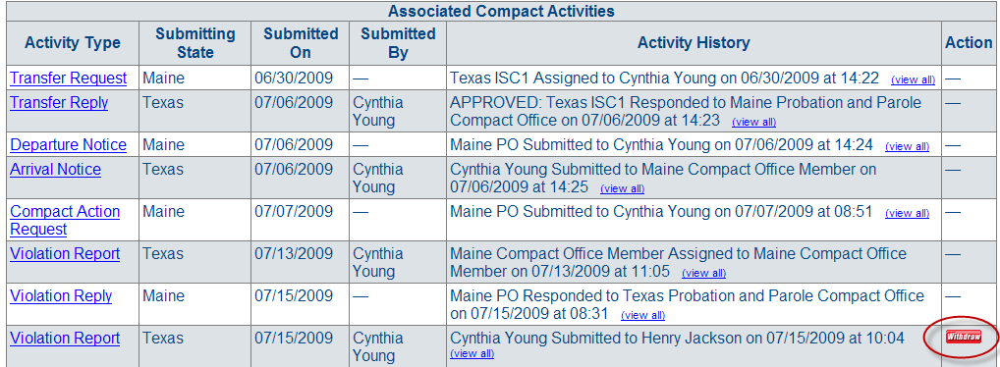 Associated Compact Activities
Activity Type Submitting State Submitted On Submitted By Activity History Action
Transfer Request Maine 06/30/2009 — Texas ISC1 Assigned to Cynthia Young on 06/30/2009 at 14:22 (view all) —
Transfer Reply Texas 07/06/2009 Cynthia Young APPROVED: Texas ISC1 Responded to Maine Probation and Parole
Compact Office on 07/06/2009 at 14:23 (view all) —
Departure Notice Maine 07/06/2009 — Maine PO Submitted to Cynthia Young on 07/06/2009 at 14:24 (view all) —
Arrival Notice Texas 07/06/2009 Cynthia Young Cynthia Young Submitted to Maine Compact Office Member on
07/06/2009 at 14:25 (view all) —
Compact Action Request Maine 07/07/2009 — Maine PO Submitted to Cynthia Young on 07/07/2009 at 08:51 (view all) —
Violation Report Texas 07/13/2009 Cynthia Young Maine Compact Office Member Assigned to Maine Compact Office
Member on 07/13/2009 at 11:05 (view all) —
Violation Reply Maine 07/15/2009 — Maine PO Responded to Texas Probation and Parole Compact Office
on 07/15/2009 at 08:31 (view all) —
Violation Report Texas 07/15/2009 Cynthia Young Cynthia Young Submitted to Henry Jackson on 07/15/2009 at 10:04
(view all) Withdraw